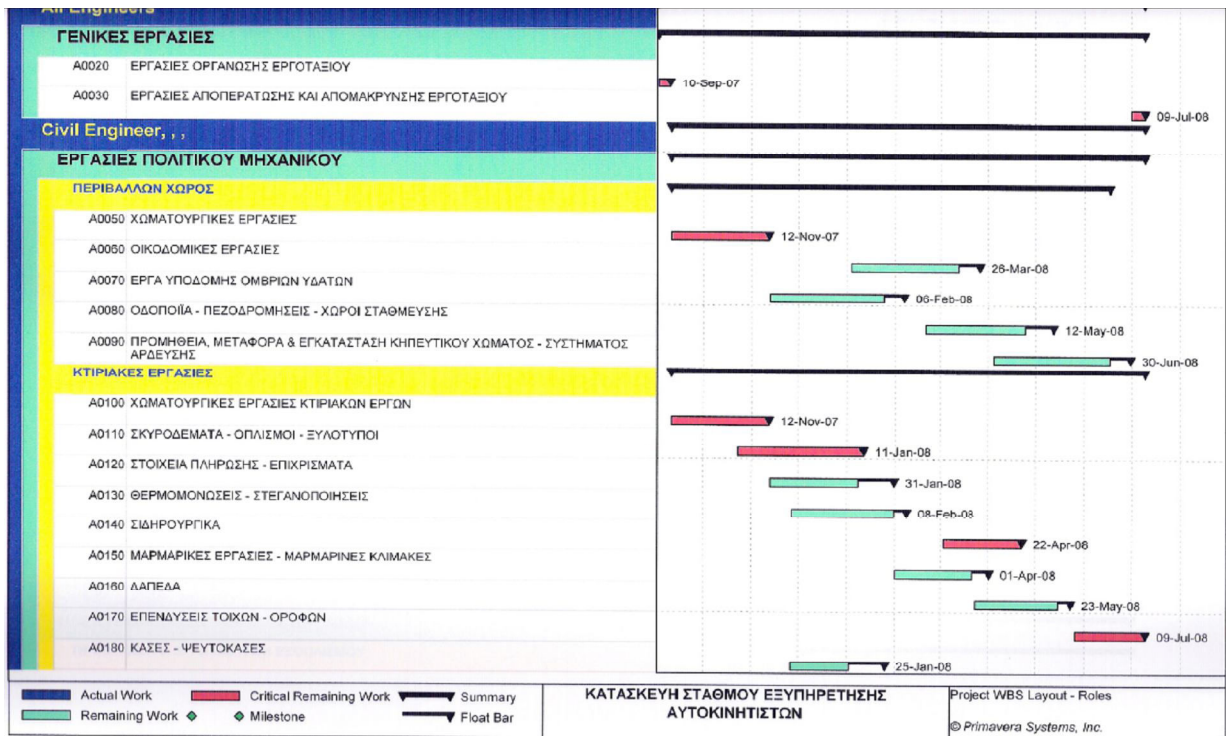 All Engineers
ΓΕΝΙΚΕΣ ΕΡΓΑΣΙΕΣ
A0020 ΕΡΓΑΣΙΕΣ ΟΡΓΑΝΩΣΗΣ ΕΡΓΟΤΑΞΙΟΥ
10-Sep-07
A0030 ΕΡΓΑΣΙΕΣ ΑΠΟΠΕΡΑΤΩΣΗΣ ΚΑΙ ΑΠΟΜΑΚΡΥΝΣΗΣ ΕΡΓΟΤΑΞΙΟΥ
09-Jul-08
Civil Engineer, , ,
ΕΡΓΑΣΙΕΣ ΠΟΛΙΤΙΚΟΥ ΜΗΧΑΝΙΚΟΥ
ΠΕΡΙΒΑΛΛΩΝ ΧΩΡΟΣ
A0050 ΧΩΜΑΤΟΥΡΓΙΚΕΣ ΕΡΓΑΣΙΕΣ
12-Nov-07
A0060 ΟΙΚΟΔΟΜΙΚΕΣ ΕΡΓΑΣΙΕΣ
26-Mar-08
A0070 ΕΡΓΑ ΥΠΟΔΟΜΗΣ ΟΜΒΡΙΩΝ ΥΔΑΤΩΝ
06-Feb-08
A0080 ΟΔΟΠΟΙΪΑ - ΠΕΖΟΔΡΟΜΗΣΕΙΣ - ΧΩΡΟΙ ΣΤΑΘΜΕΥΣΗΣ
12-May-08
A0090 ΠΡΟΜΗΘΕΙΑ, ΜΕΤΑΦΟΡΑ & ΕΓΚΑΤΑΣΤΑΣΗ ΚΗΠΕΥΤΙΚΟΥ ΧΩΜΑΤΟΣ - ΣΥΣΤΗΜΑΤΟΣ
ΑΡΔΕΥΣΗΣ
30-Jun-08
ΚΤΙΡΙΑΚΕΣ ΕΡΓΑΣΙΕΣ
A0100 ΧΩΜΑΤΟΥΡΓΙΚΕΣ ΕΡΓΑΣΙΕΣ ΚΤΙΡΙΑΚΩΝ ΕΡΓΩΝ
12-Nov-07
A0110 ΣΚΥΡΟΔΕΜΑΤΑ - ΟΠΛΙΣΜΟΙ - ΞΥΛΟΤΥΠΟΙ
11-Jan-08
A0120 ΣΤΟΙΧΕΙΑ ΠΛΗΡΩΣΗΣ - ΕΠΙΧΡΙΣΜΑΤΑ
31-Jan-08
A0130 ΘΕΡΜΟΜΟΝΩΣΕΙΣ - ΣΤΕΓΑΝΟΠΟΙΗΣΕΙΣ
08-Feb-08
A0140 ΣΙΔΗΡΟΥΡΓΙΚΑ
22-Apr-08
A0150 ΜΑΡΜΑΡΙΚΕΣ ΕΡΓΑΣΙΕΣ - ΜΑΡΜΑΡΙΝΕΣ ΚΛΙΜΑΚΕΣ
01-Apr-08
A0160 ΔΑΠΕΔΑ
23-May-08
A0170 ΕΠΕΝΔΥΣΕΙΣ ΤΟΙΧΩΝ - ΟΡΟΦΩΝ
09-Jul-08
A0180 ΚΑΣΕΣ - ΨΕΥΤΟΚΑΣΕΣ
25-Jan-08
Actual Work Critical Remaining Work Summary
Remaining Work Milestone Float Bar
ΚΑΤΑΣΚΕΥΗ ΣΤΑΘΜΟΥ ΕΞΥΠΗΡΕΤΗΣΗΣ
ΑΥΤΟΚΙΝΗΤΙΣΤΩΝ
Project WBS Layout - Roles
© Primavera Systems, Inc.